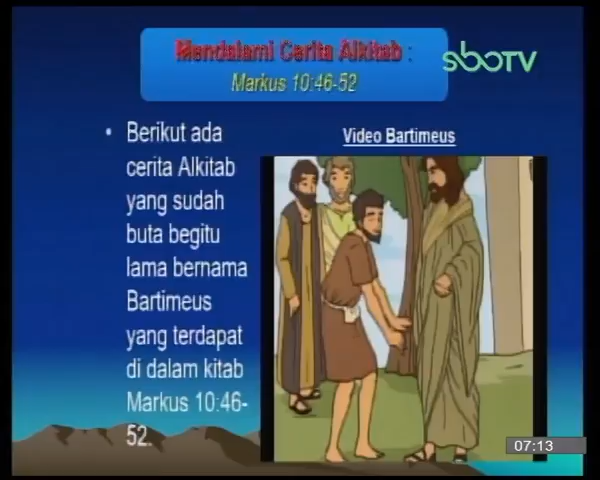 Mendalami Cerita Alkitab :
Markus 10:46-52
sbOTV
• Berikut ada
cerita Alkitab
yang sudah
buta begitu
lama bernama
Bartimeus
yang terdapat
di dalam kitab
Markus 10:46-
52.
Video Bartimeus
07:13